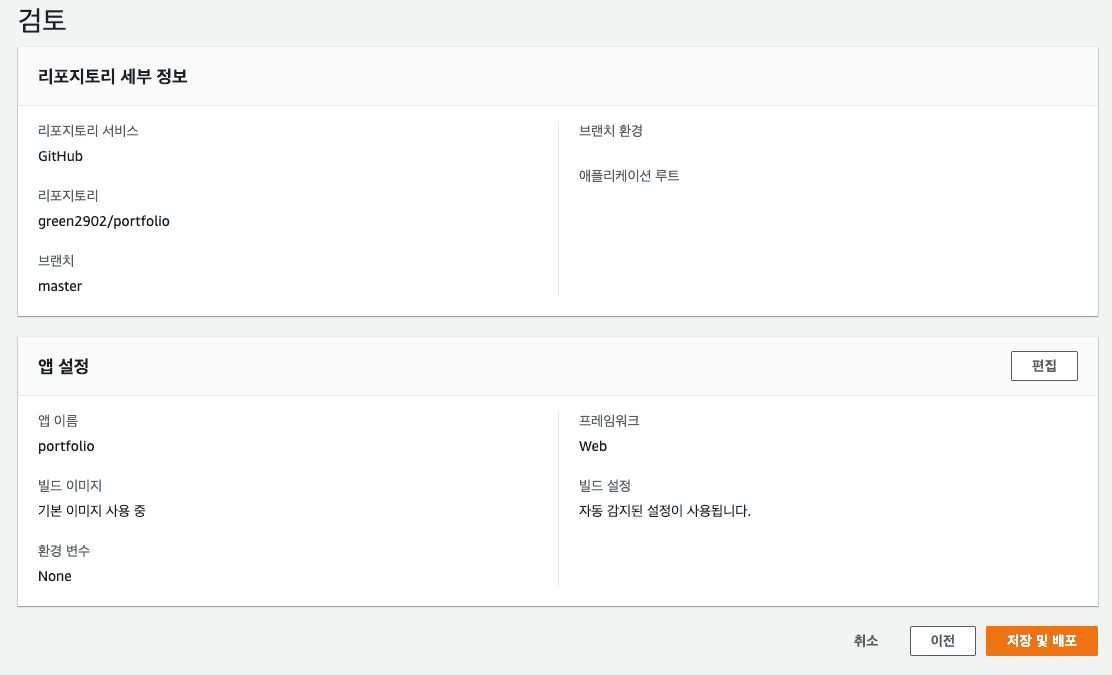 검토
리포지토리 세부 정보
리포지토리 서비스
GitHub
리포지토리
green2902/portfolio
브랜치
master
브랜치 환경
애플리케이션 루트
앱 설정
편집
앱 이름
portfolio
빌드 이미지
기본 이미지 사용 중
환경 변수
None
프레임워크
Web
빌드 설정
자동 감지된 설정이 사용됩니다.
취소
이전
저장 및 배포